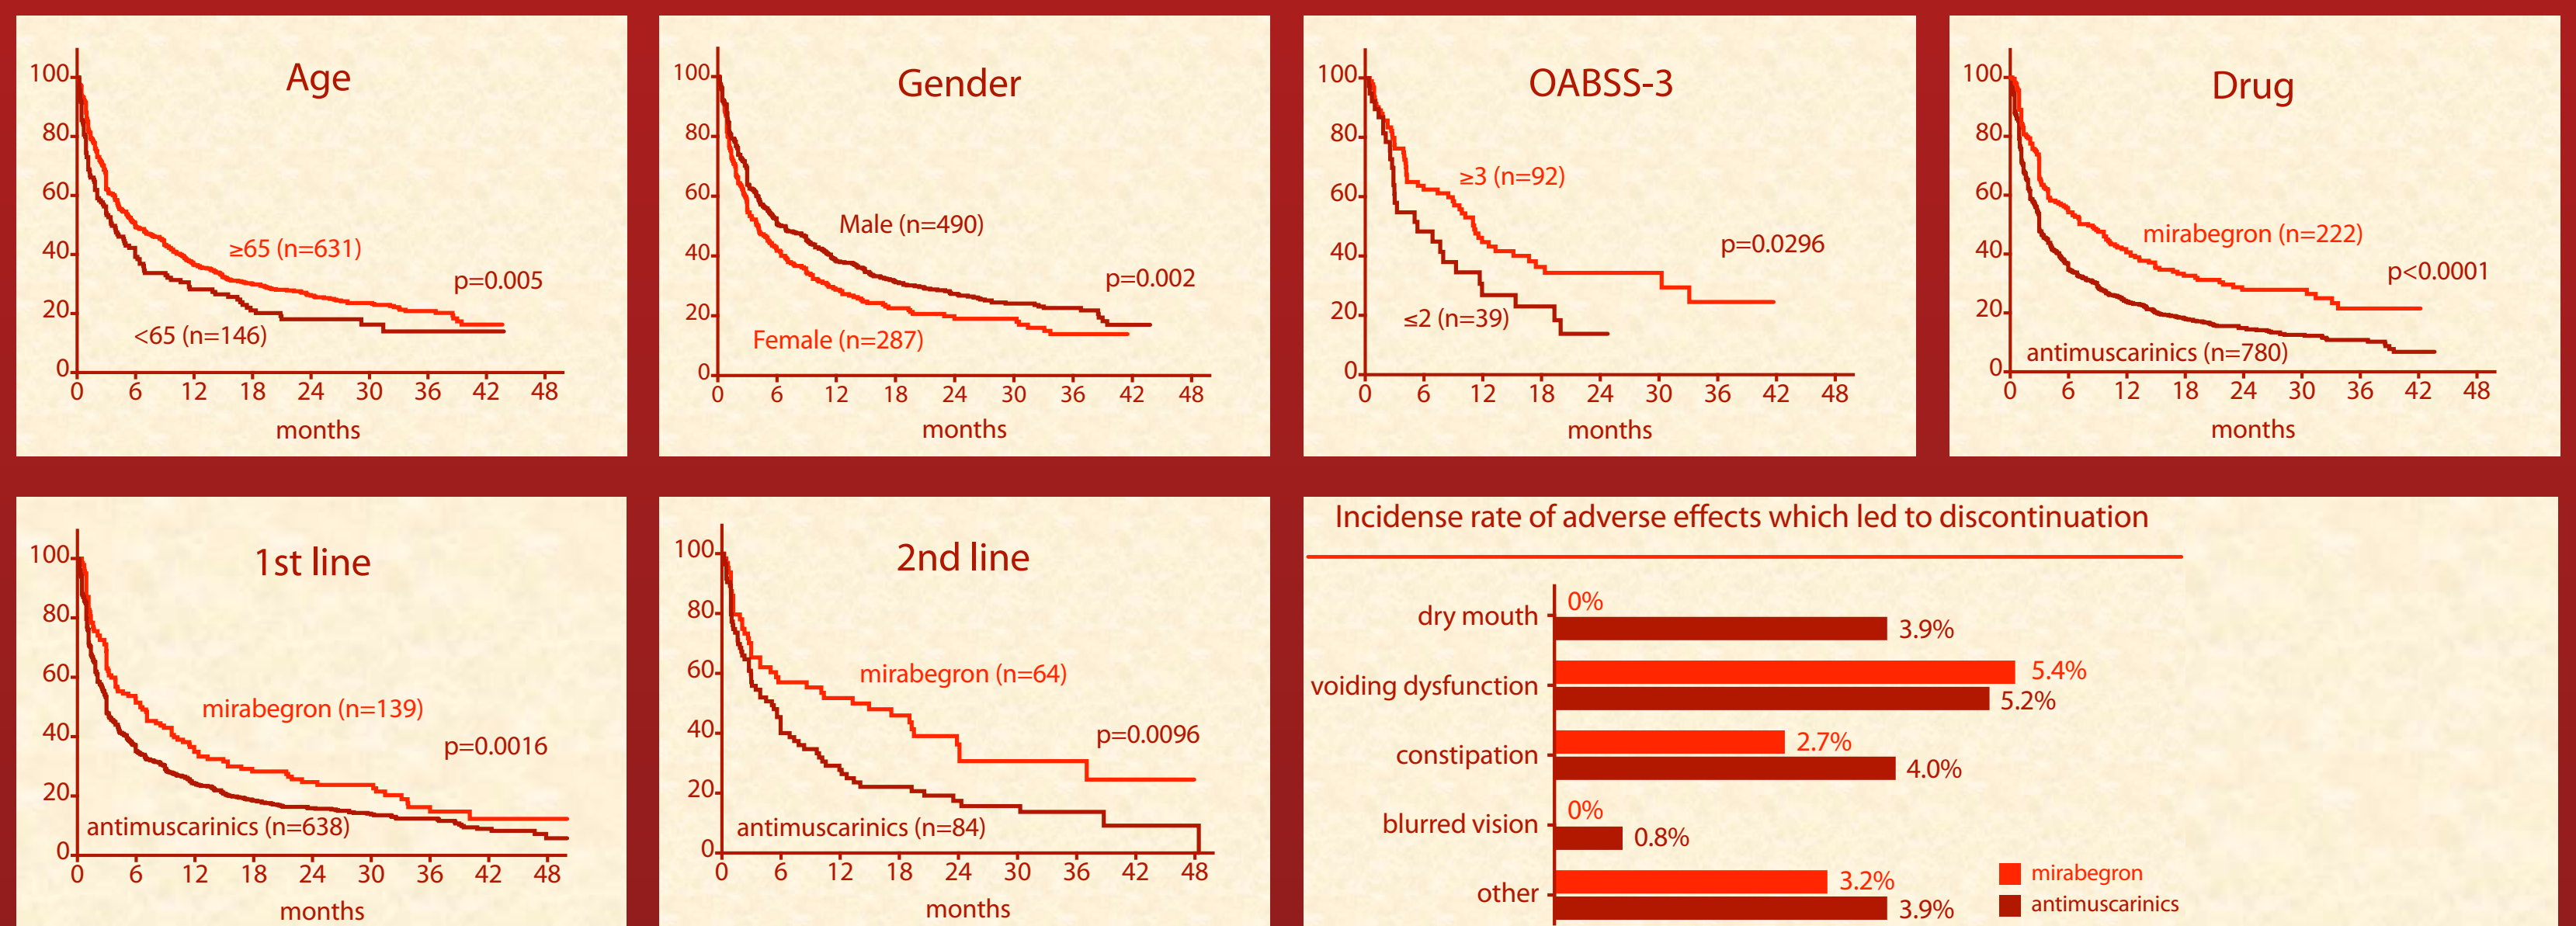 Age
100
80
60
40
20
0
≥65 (n=631)
p=0.005
<65 (n=146)
0 6 12 18 24 30 36 42 48
months
Gender
100
80
60
40
20
0
Male (n=490)
p=0.002
Female (n=287)
0 6 12 18 24 30 36 42 48
months
OABSS-3
100
80
60
40
20
0
≥3 (n=92)
p=0.0296
≤2 (n=39)
0 6 12 18 24 30 36 42 48
months
Drug
100
80
60
40
20
0
mirabegron (n=222)
p<0.0001
antimuscarinics (n=780)
0 6 12 18 24 30 36 42 48
months
1st line
100
80
60
40
20
0
mirabegron (n=139)
p=0.0016
antimuscarinics (n=638)
0 6 12 18 24 30 36 42 48
months
2nd line
100
80
60
40
20
0
mirabegron (n=64)
p=0.0096
antimuscarinics (n=84)
0 6 12 18 24 30 36 42 48
months
Incidense rate of adverse effects which led to discontinuation
dry mouth
0%
3.9%
voiding dysfunction
5.4%
5.2%
constipation
2.7%
4.0%
blurred vision
0%
0.8%
other
3.2%
3.9%
mirabegron
antimuscarinics